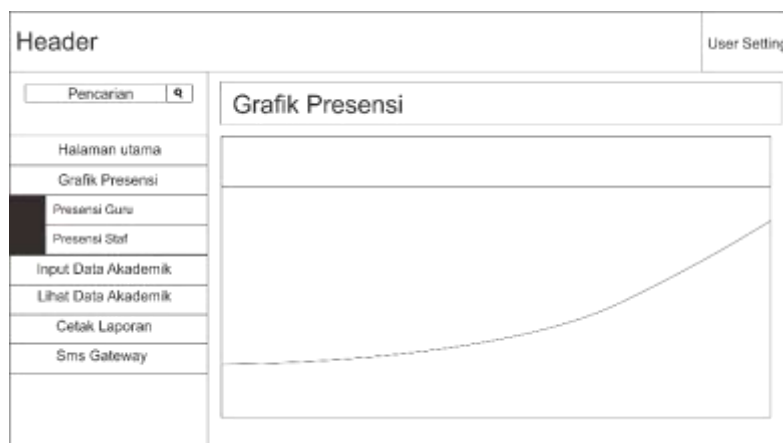 Header
User Setting
Pencarian
Grafik Presensi
Halaman utama
Grafik Presensi
Presensi Guru
Presensi Staf
Input Data Akademik
Lihat Data Akademik
Cetak Laporan
Sms Gateway